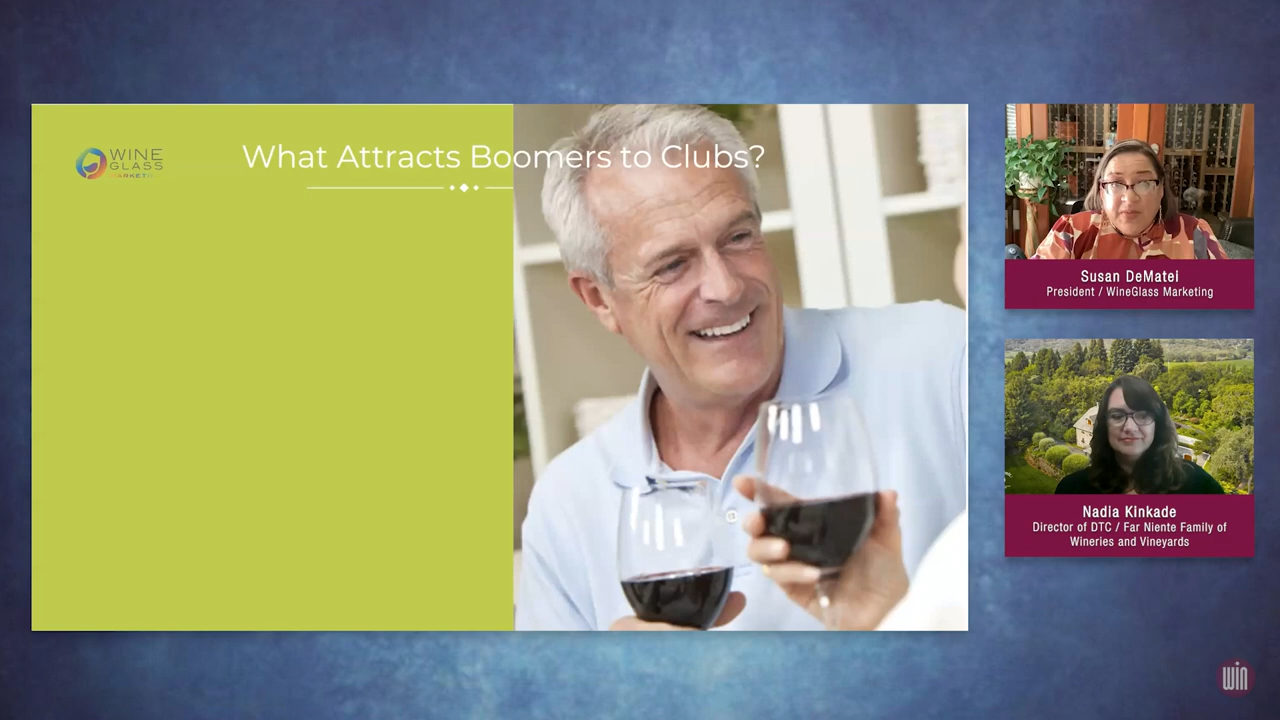 WINE
GLASS
MARKETING
What Attracts Boomers to Clubs?
Susan DeMatei
President / WineGlass Marketing
Nadia Kinkade
Director of DTC / Far Niente Family of
Wineries and Vineyards
win